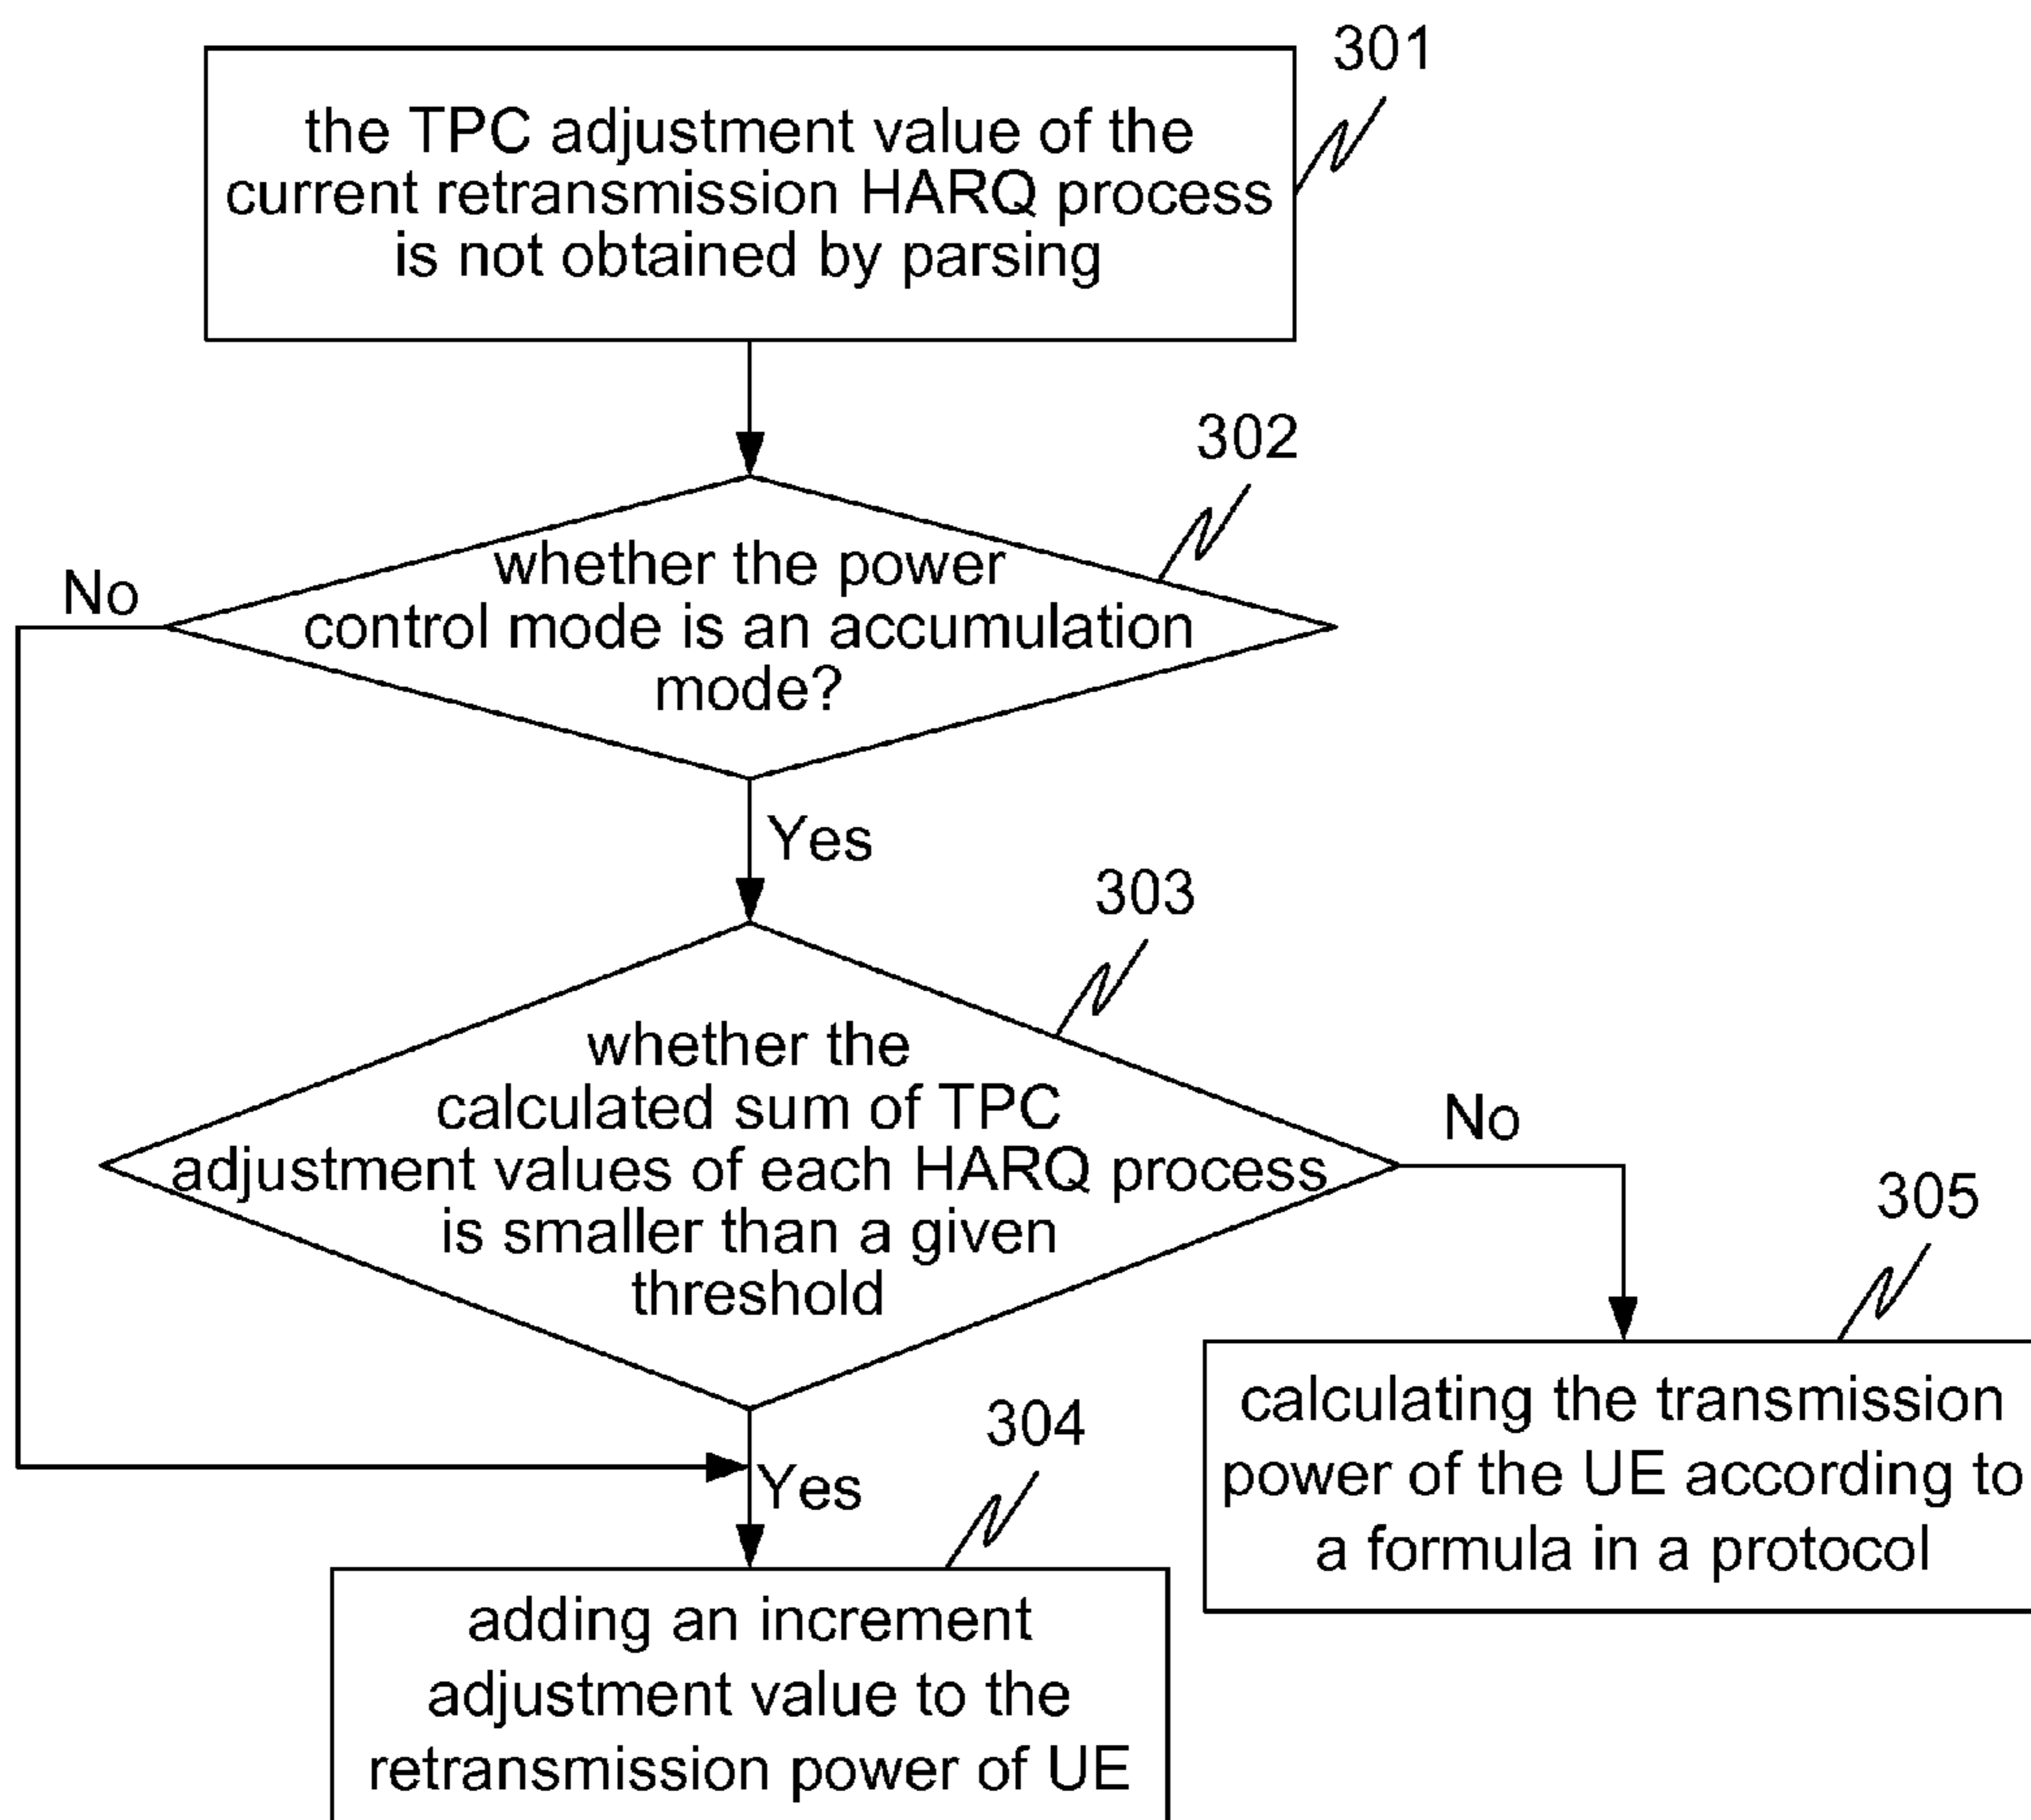 301
the TPC adjustment value of the
current retransmission HARQ process
is not obtained by parsing
302
whether the power
control mode is an accumulation
mode?
No
Yes
303
whether the
calculated sum of TPC
adjustment values of each HARQ process
is smaller than a given
threshold
No
305
calculating the transmission
power of the UE according to
a formula in a protocol
304
Yes
adding an increment
adjustment value to the
retransmission power of UE